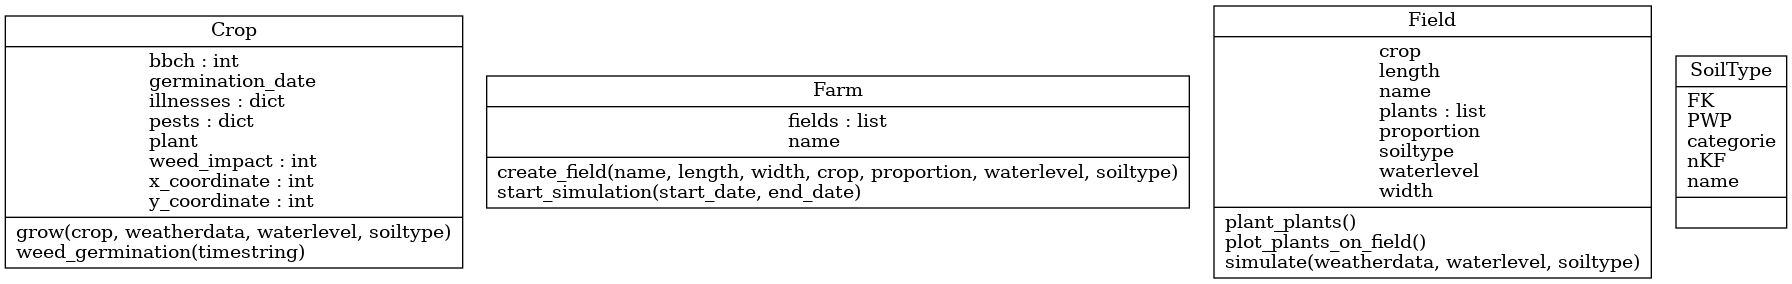 Crop
bbch : int
germination_date
illnesses : dict
pests : dict
plant
weed_impact : int
x_coordinate : int
y_coordinate : int
grow(crop, weatherdata, waterlevel, soiltype)
weed_germination(timestring)
Farm
fields : list
name
create_field(name, length, width, crop, proportion, waterlevel, soiltype)
start_simulation(start_date, end_date)
Field
crop
length
name
plants : list
proportion
soiltype
waterlevel
width
plant_plants()
plot_plants_on_field()
simulate(weatherdata, waterlevel, soiltype)
SoilType
FK
PWP
categorie
nKF
name